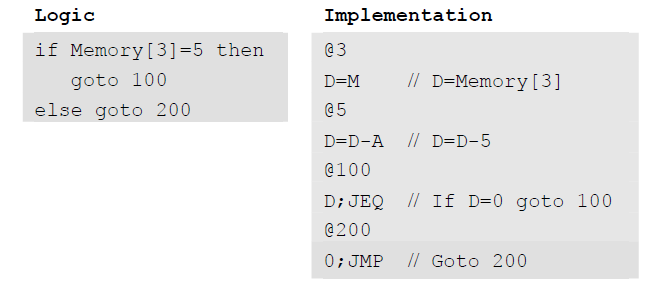 Logic
if Memory[3]=5 then
goto 100
else goto 200
Implementation
@3
D=M // D=Memory[3]
@5
D=D-A // D=D-5
@100
D;JEQ // If D=0 goto 100
@200
0;JMP // Goto 200